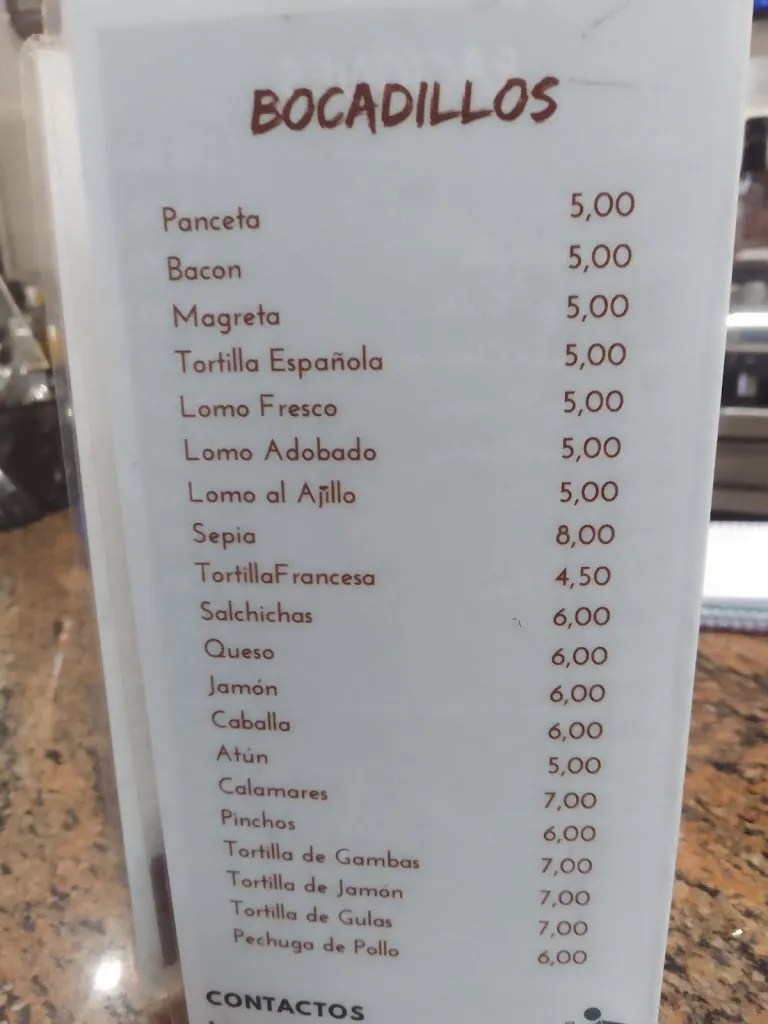 BOCADILLOS
Panceta 5,00
Bacon 5,00
Magreta 5,00
Tortilla Española 5,00
Lomo Fresco 5,00
Lomo Adobado 5,00
Lomo al Ajillo 5,00
Sepia 8,00
TortillaFrancesa 4,50
Salchichas 6,00
Queso 6,00
Jamón 6,00
Caballa 6,00
Atún 5,00
Calamares 7,00
Pinchos 6,00
Tortilla de Gambas 7,00
Tortilla de Jamón 7,00
Tortilla de Gulas 7,00
Pechuga de Pollo 6,00
CONTACTOS